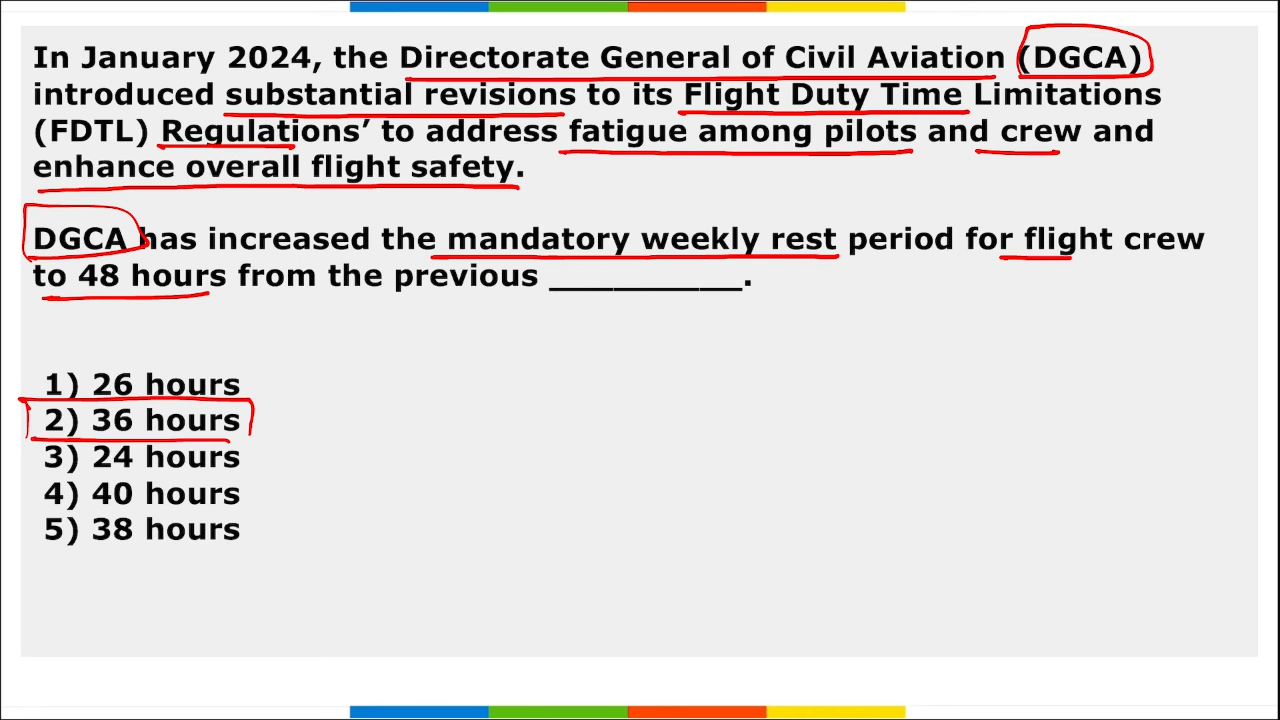 In January 2024, the Directorate General of Civil Aviation (DGCA)
introduced substantial revisions to its Flight Duty Time Limitations
(FDTL) Regulations’ to address fatigue among pilots and crew and
enhance overall flight safety.
DGCA has increased the mandatory weekly rest period for flight crew
to 48 hours from the previous ____________.
1) 26 hours
2) 36 hours
3) 24 hours
4) 40 hours
5) 38 hours